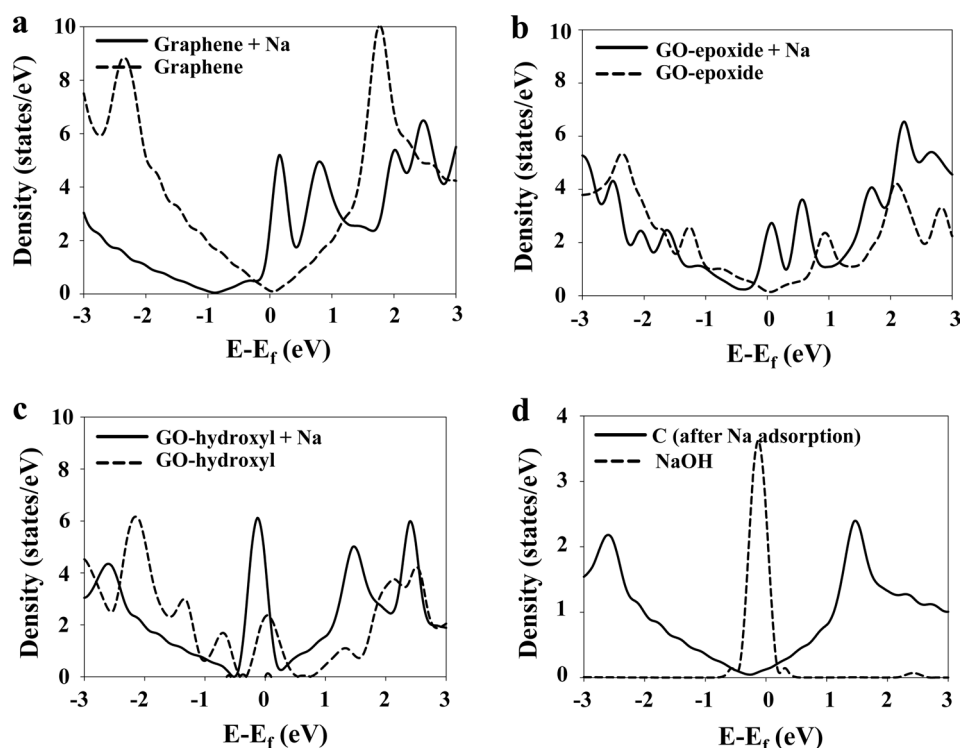 a
Graphene + Na
Graphene
Density (states/eV)
10
8
6
4
2
0
-3 -2 -1 0 1 2 3
E-Ef (eV)
b
GO-epoxide + Na
GO-epoxide
Density (states/eV)
10
8
6
4
2
0
-3 -2 -1 0 1 2 3
E-Ef (eV)
c
GO-hydroxyl + Na
GO-hydroxyl
Density (states/eV)
10
8
6
4
2
0
-3 -2 -1 0 1 2 3
E-Ef (eV)
d
C (after Na adsorption)
NaOH
Density (states/eV)
4
3
2
1
0
-3 -2 -1 0 1 2 3
E-Ef (eV)